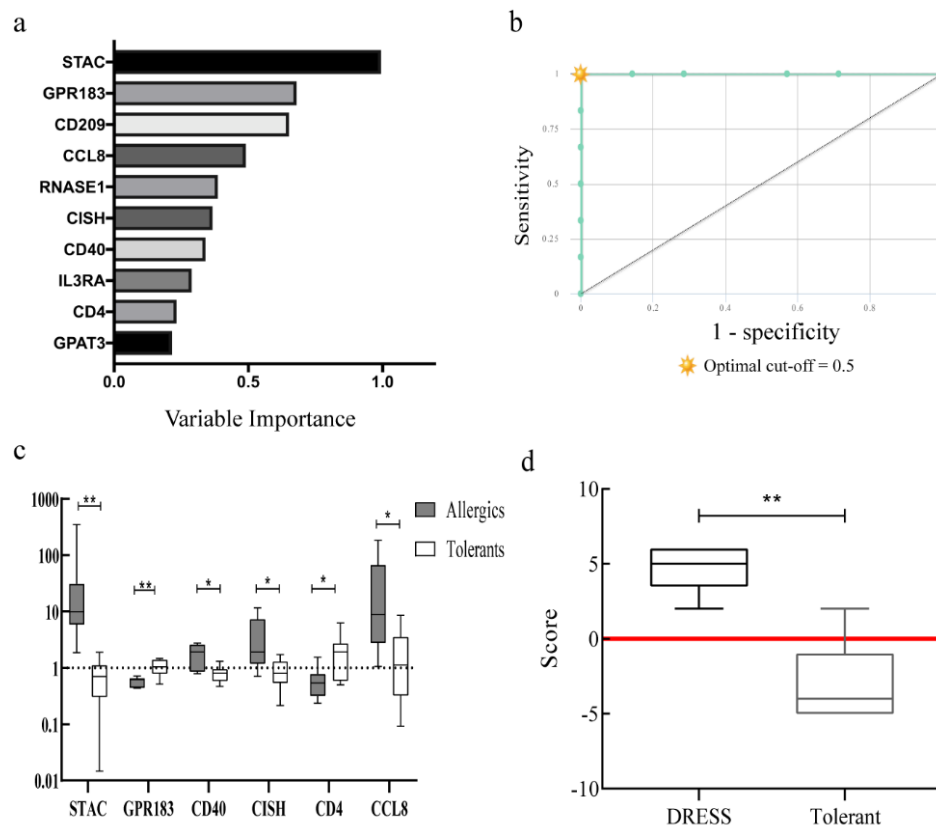 a
STAC
GPR183
CD209
CCL8
RNASE1
CISH
CD40
IL3RA
CD4
GPAT3
0.0 0.5 1.0
Variable Importance
b
Sensitivity
1
0.75
0.5
0.25
0
0 0.2 0.4 0.6 0.8
1 - specificity
Optimal cut-off = 0.5
c
1000
100
10
1
0.1
0.01
** ** * * * *
Allergics
Tolerants
STAC GPR183 CD40 CISH CD4 CCL8
d
Score
10
5
0
-5
-10
**
DRESS Tolerant